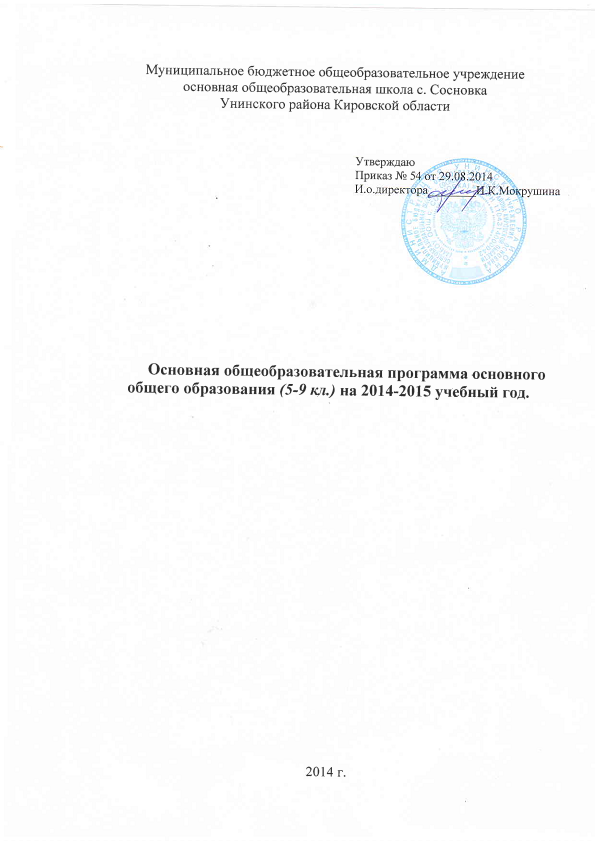 Муниципальное бюджетное общеобразовательное учреждение
основная общеобразовательная школа с. Сосновка
Унинского района Кировской области
Утверждаю
Приказ № 54 от 29.08.2014
И.о.директора И.К.Мокрушина
Основная общеобразовательная программа основного
общего образования (5-9 кл.) на 2014-2015 учебный год.
2014 г.